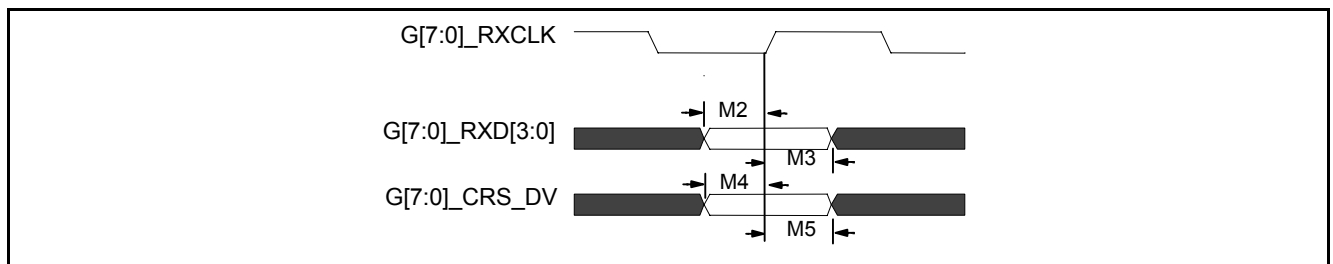 G[7:0]_RXCLK
M2
G[7:0]_RXD[3:0]
M3
M4
G[7:0]_CRS_DV
M5